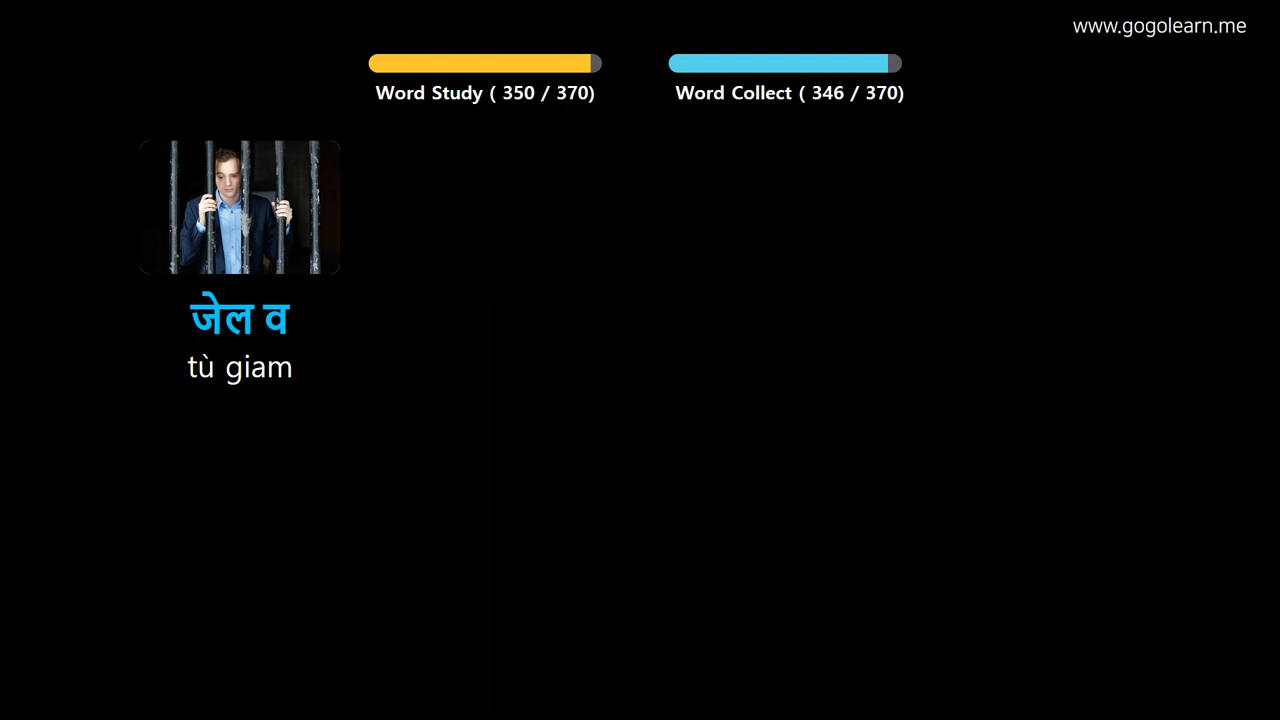 www.gogolearn.me
Word Study ( 350 / 370)
Word Collect ( 346 / 370)
जेल व
tù giam